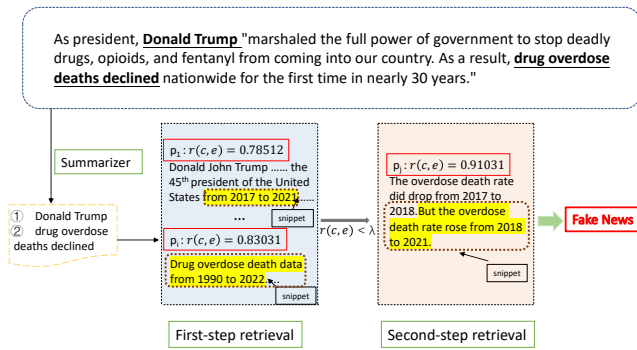 As president, Donald Trump "marshaled the full power of government to stop deadly
drugs, opioids, and fentanyl from coming into our country. As a result, drug overdose
deaths declined nationwide for the first time in nearly 30 years."
Summarizer
① Donald Trump
② drug overdose
deaths declined
p₁: r(c, e) = 0.78512
Donald John Trump ...... the
45th president of the United
States from 2017 to 2021......
snippet
...
pᵢ: r(c, e) = 0.83031
Drug overdose death data
from 1990 to 2022....
snippet
First-step retrieval
r(c, e) < λ
pⱼ: r(c, e) = 0.91031
The overdose death rate
did drop from 2017 to
2018.But the overdose
death rate rose from 2018
to 2021.
snippet
Second-step retrieval
Fake News